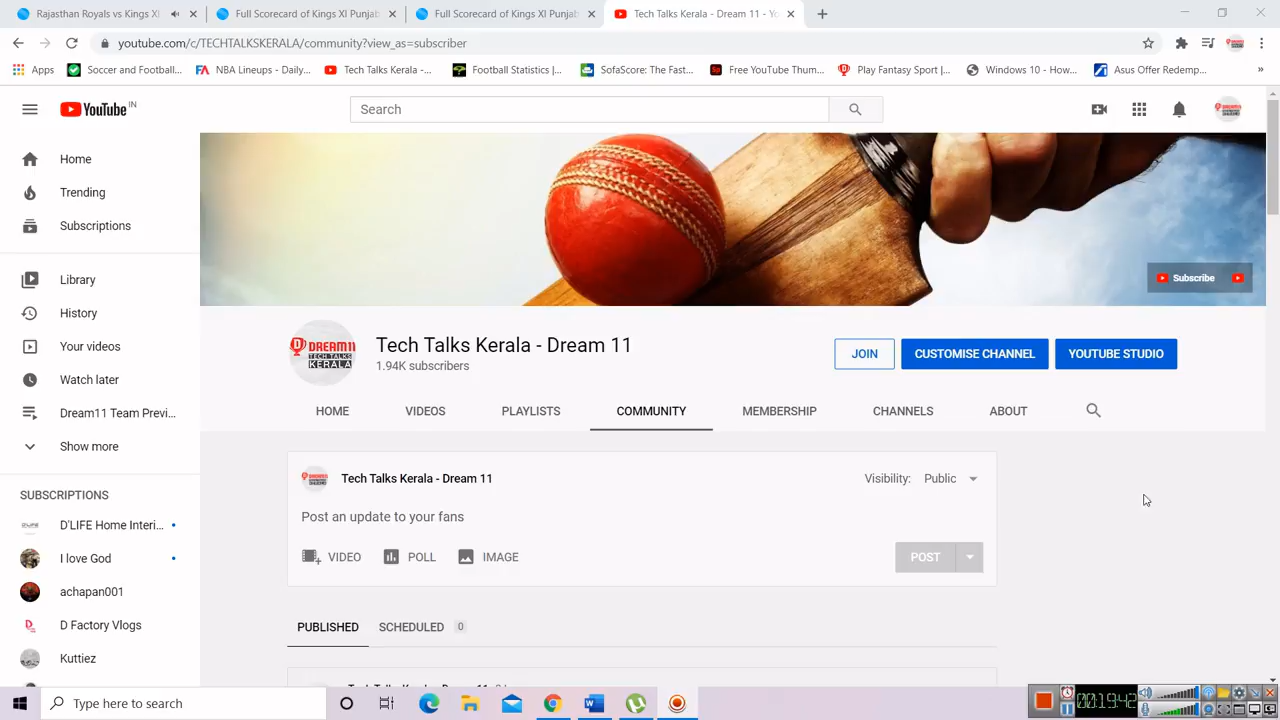 Rajasthan Royals vs Kings XI
Full Scorecard of Kings XI Punjab
Full Scorecard of Kings XI Punjab
Tech Talks Kerala - Dream 11 - Yo
youtube.com/c/TECHTALKSKERALA/community?view_as=subscriber
Apps
Soccer and Football...
NBA Lineups - Daily...
Tech Talks Kerala -...
Football Statistics |...
SofaScore: The Fast...
Free YouTube Thum...
Play Fantasy Sport |...
Windows 10 - How...
Asus Offer Redemp...
YouTube IN
Search
Home
Trending
Subscriptions
Library
History
Your videos
Watch later
Dream11 Team Previ...
Show more
SUBSCRIPTIONS
D'LIFE Home Interi...
I love God
achapan001
D Factory Vlogs
Kuttiez
Subscribe
DREAM11
TECH TALKS
KERALA
Tech Talks Kerala - Dream 11
1.94K subscribers
JOIN
CUSTOMISE CHANNEL
YOUTUBE STUDIO
HOME
VIDEOS
PLAYLISTS
COMMUNITY
MEMBERSHIP
CHANNELS
ABOUT
Tech Talks Kerala - Dream 11
Visibility: Public
Post an update to your fans
VIDEO
POLL
IMAGE
POST
PUBLISHED
SCHEDULED 0
Type here to search
00:19:42